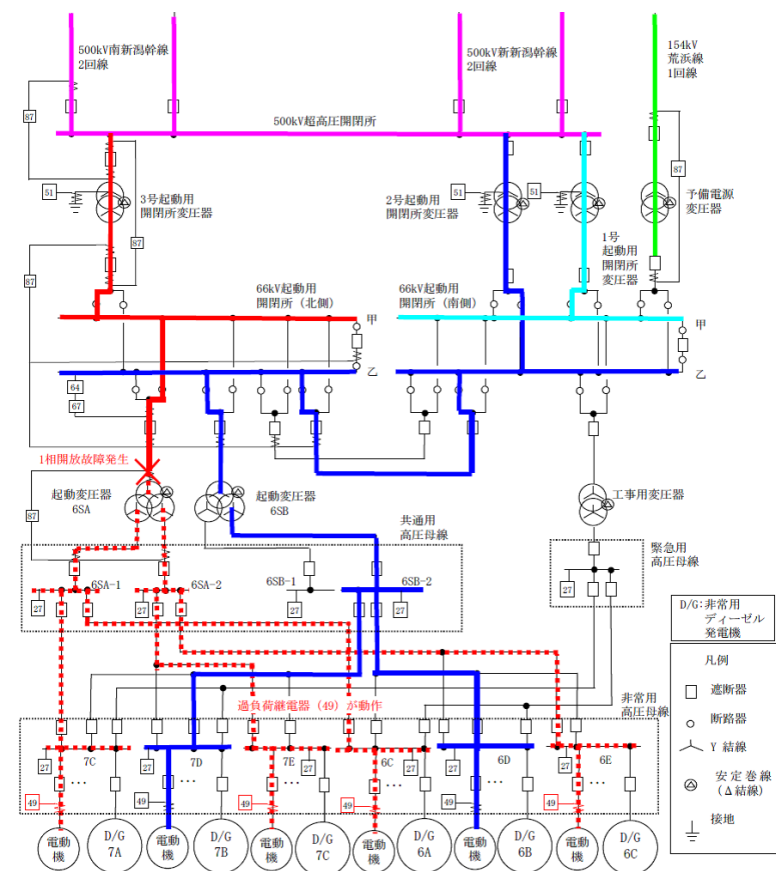 500kV南新潟幹線
2回線
500kV新新潟幹線
2回線
154kV
荒浜線
1回線
87
500kV超高圧開閉所
87
51
3号起動用
開閉所変圧器
51
2号起動用
開閉所変圧器
51
予備電源
変圧器
87
87
1号
起動用
開閉所
変圧器
66kV起動用
開閉所（北側）
66kV起動用
開閉所（南側）
甲
甲
乙
乙
64
67
1相開放故障発生
起動変圧器
6SA
起動変圧器
6SB
工事用変圧器
87
共通用
高圧母線
緊急用
高圧母線
6SA-1
6SA-2
6SB-1
6SB-2
27
27
27
27
27
D/G:非常用
ディーゼル
発電機
凡例
遮断器
断路器
Y 結線
安定巻線
（Δ結線）
接地
過負荷継電器（49）が動作
非常用
高圧母線
7C
7D
7E
6C
6D
6E
27
27
27
27
27
27
...
...
...
...
...
...
49
49
49
49
49
49
電動
機
D/G
7A
電動
機
D/G
7B
電動
機
D/G
7C
電動
機
D/G
6A
電動
機
D/G
6B
電動
機
D/G
6C